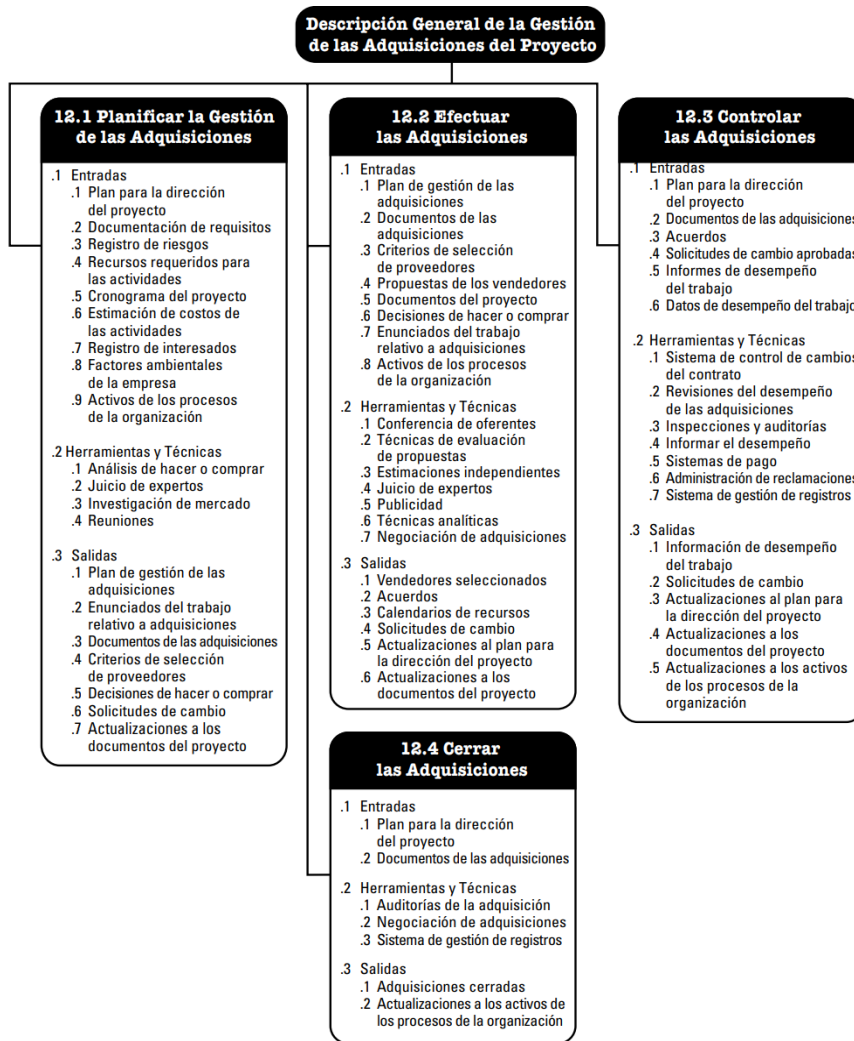 Descripción General de la Gestión
de las Adquisiciones del Proyecto
12.1 Planificar la Gestión
de las Adquisiciones
.1 Entradas
.1 Plan para la dirección
del proyecto
.2 Documentación de requisitos
.3 Registro de riesgos
.4 Recursos requeridos para
las actividades
.5 Cronograma del proyecto
.6 Estimación de costos de
las actividades
.7 Registro de interesados
.8 Factores ambientales
de la empresa
.9 Activos de los procesos
de la organización
.2 Herramientas y Técnicas
.1 Análisis de hacer o comprar
.2 Juicio de expertos
.3 Investigación de mercado
.4 Reuniones
.3 Salidas
.1 Plan de gestión de las
adquisiciones
.2 Enunciados del trabajo
relativo a adquisiciones
.3 Documentos de las adquisiciones
.4 Criterios de selección
de proveedores
.5 Decisiones de hacer o comprar
.6 Solicitudes de cambio
.7 Actualizaciones a los
documentos del proyecto
12.2 Efectuar
las Adquisiciones
.1 Entradas
.1 Plan de gestión de las
adquisiciones
.2 Documentos de las
adquisiciones
.3 Criterios de selección
de proveedores
.4 Propuestas de los vendedores
.5 Documentos del proyecto
.6 Decisiones de hacer o comprar
.7 Enunciados del trabajo
relativo a adquisiciones
.8 Activos de los procesos
de la organización
.2 Herramientas y Técnicas
.1 Conferencia de oferentes
.2 Técnicas de evaluación
de propuestas
.3 Estimaciones independientes
.4 Juicio de expertos
.5 Publicidad
.6 Técnicas analíticas
.7 Negociación de adquisiciones
.3 Salidas
.1 Vendedores seleccionados
.2 Acuerdos
.3 Calendarios de recursos
.4 Solicitudes de cambio
.5 Actualizaciones al plan para
la dirección del proyecto
.6 Actualizaciones a los
documentos del proyecto
12.3 Controlar
las Adquisiciones
.1 Entradas
.1 Plan para la dirección
del proyecto
.2 Documentos de las adquisiciones
.3 Acuerdos
.4 Solicitudes de cambio aprobadas
.5 Informes de desempeño
del trabajo
.6 Datos de desempeño del trabajo
.2 Herramientas y Técnicas
.1 Sistema de control de cambios
del contrato
.2 Revisiones del desempeño
de las adquisiciones
.3 Inspecciones y auditorías
.4 Informar el desempeño
.5 Sistemas de pago
.6 Administración de reclamaciones
.7 Sistema de gestión de registros
.3 Salidas
.1 Información de desempeño
del trabajo
.2 Solicitudes de cambio
.3 Actualizaciones al plan para
la dirección del proyecto
.4 Actualizaciones a los
documentos del proyecto
.5 Actualizaciones a los activos
de los procesos de la
organización
12.4 Cerrar
las Adquisiciones
.1 Entradas
.1 Plan para la dirección
del proyecto
.2 Documentos de las adquisiciones
.2 Herramientas y Técnicas
.1 Auditorías de la adquisición
.2 Negociación de adquisiciones
.3 Sistema de gestión de registros
.3 Salidas
.1 Adquisiciones cerradas
.2 Actualizaciones a los activos de
los procesos de la organización